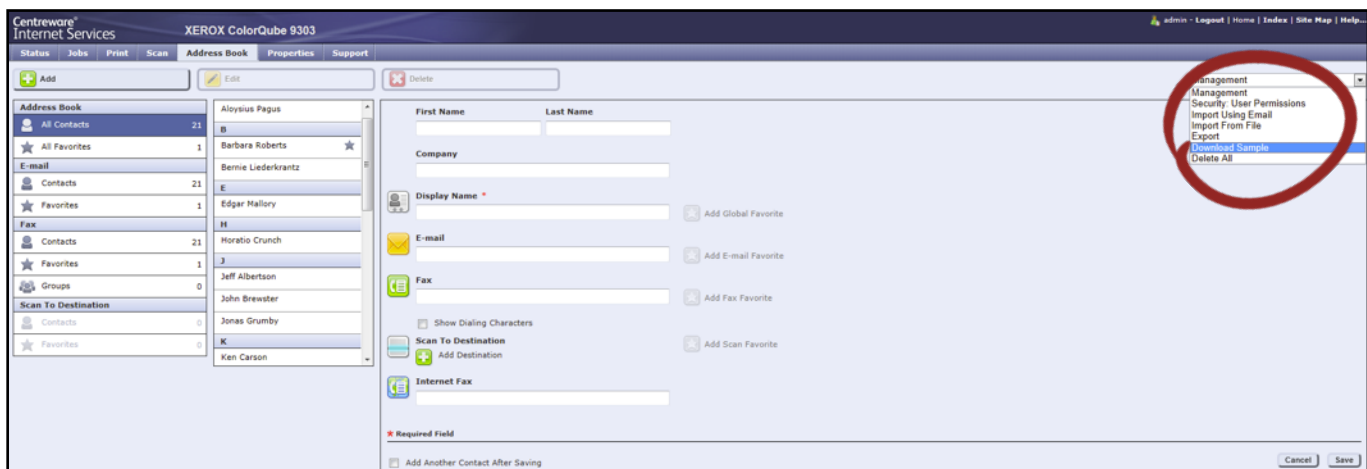 Centreware®
Internet Services
XEROX ColorQube 9303
admin - Logout | Home | Index | Site Map | Help...
Status Jobs Print Scan Address Book Properties Support
Add
Edit
Delete
Management
Management
Security: User Permissions
Import Using Email
Import From File
Export
Download Sample
Delete All
Address Book
All Contacts 21
All Favorites 1
E-mail
Contacts 21
Favorites 1
Fax
Contacts 21
Favorites 1
Groups 0
Scan To Destination
Contacts 0
Favorites 0
Aloysius Pagus
B
Barbara Roberts
Bernie Liederkrantz
E
Edgar Mallory
H
Horatio Crunch
J
Jeff Albertson
John Brewster
Jonas Grumby
K
Ken Carson
First Name Last Name
Company
Display Name *
Add Global Favorite
E-mail
Add E-mail Favorite
Fax
Add Fax Favorite
Show Dialing Characters
Scan To Destination
Add Scan Favorite
Add Destination
Internet Fax
* Required Field
Add Another Contact After Saving
Cancel Save